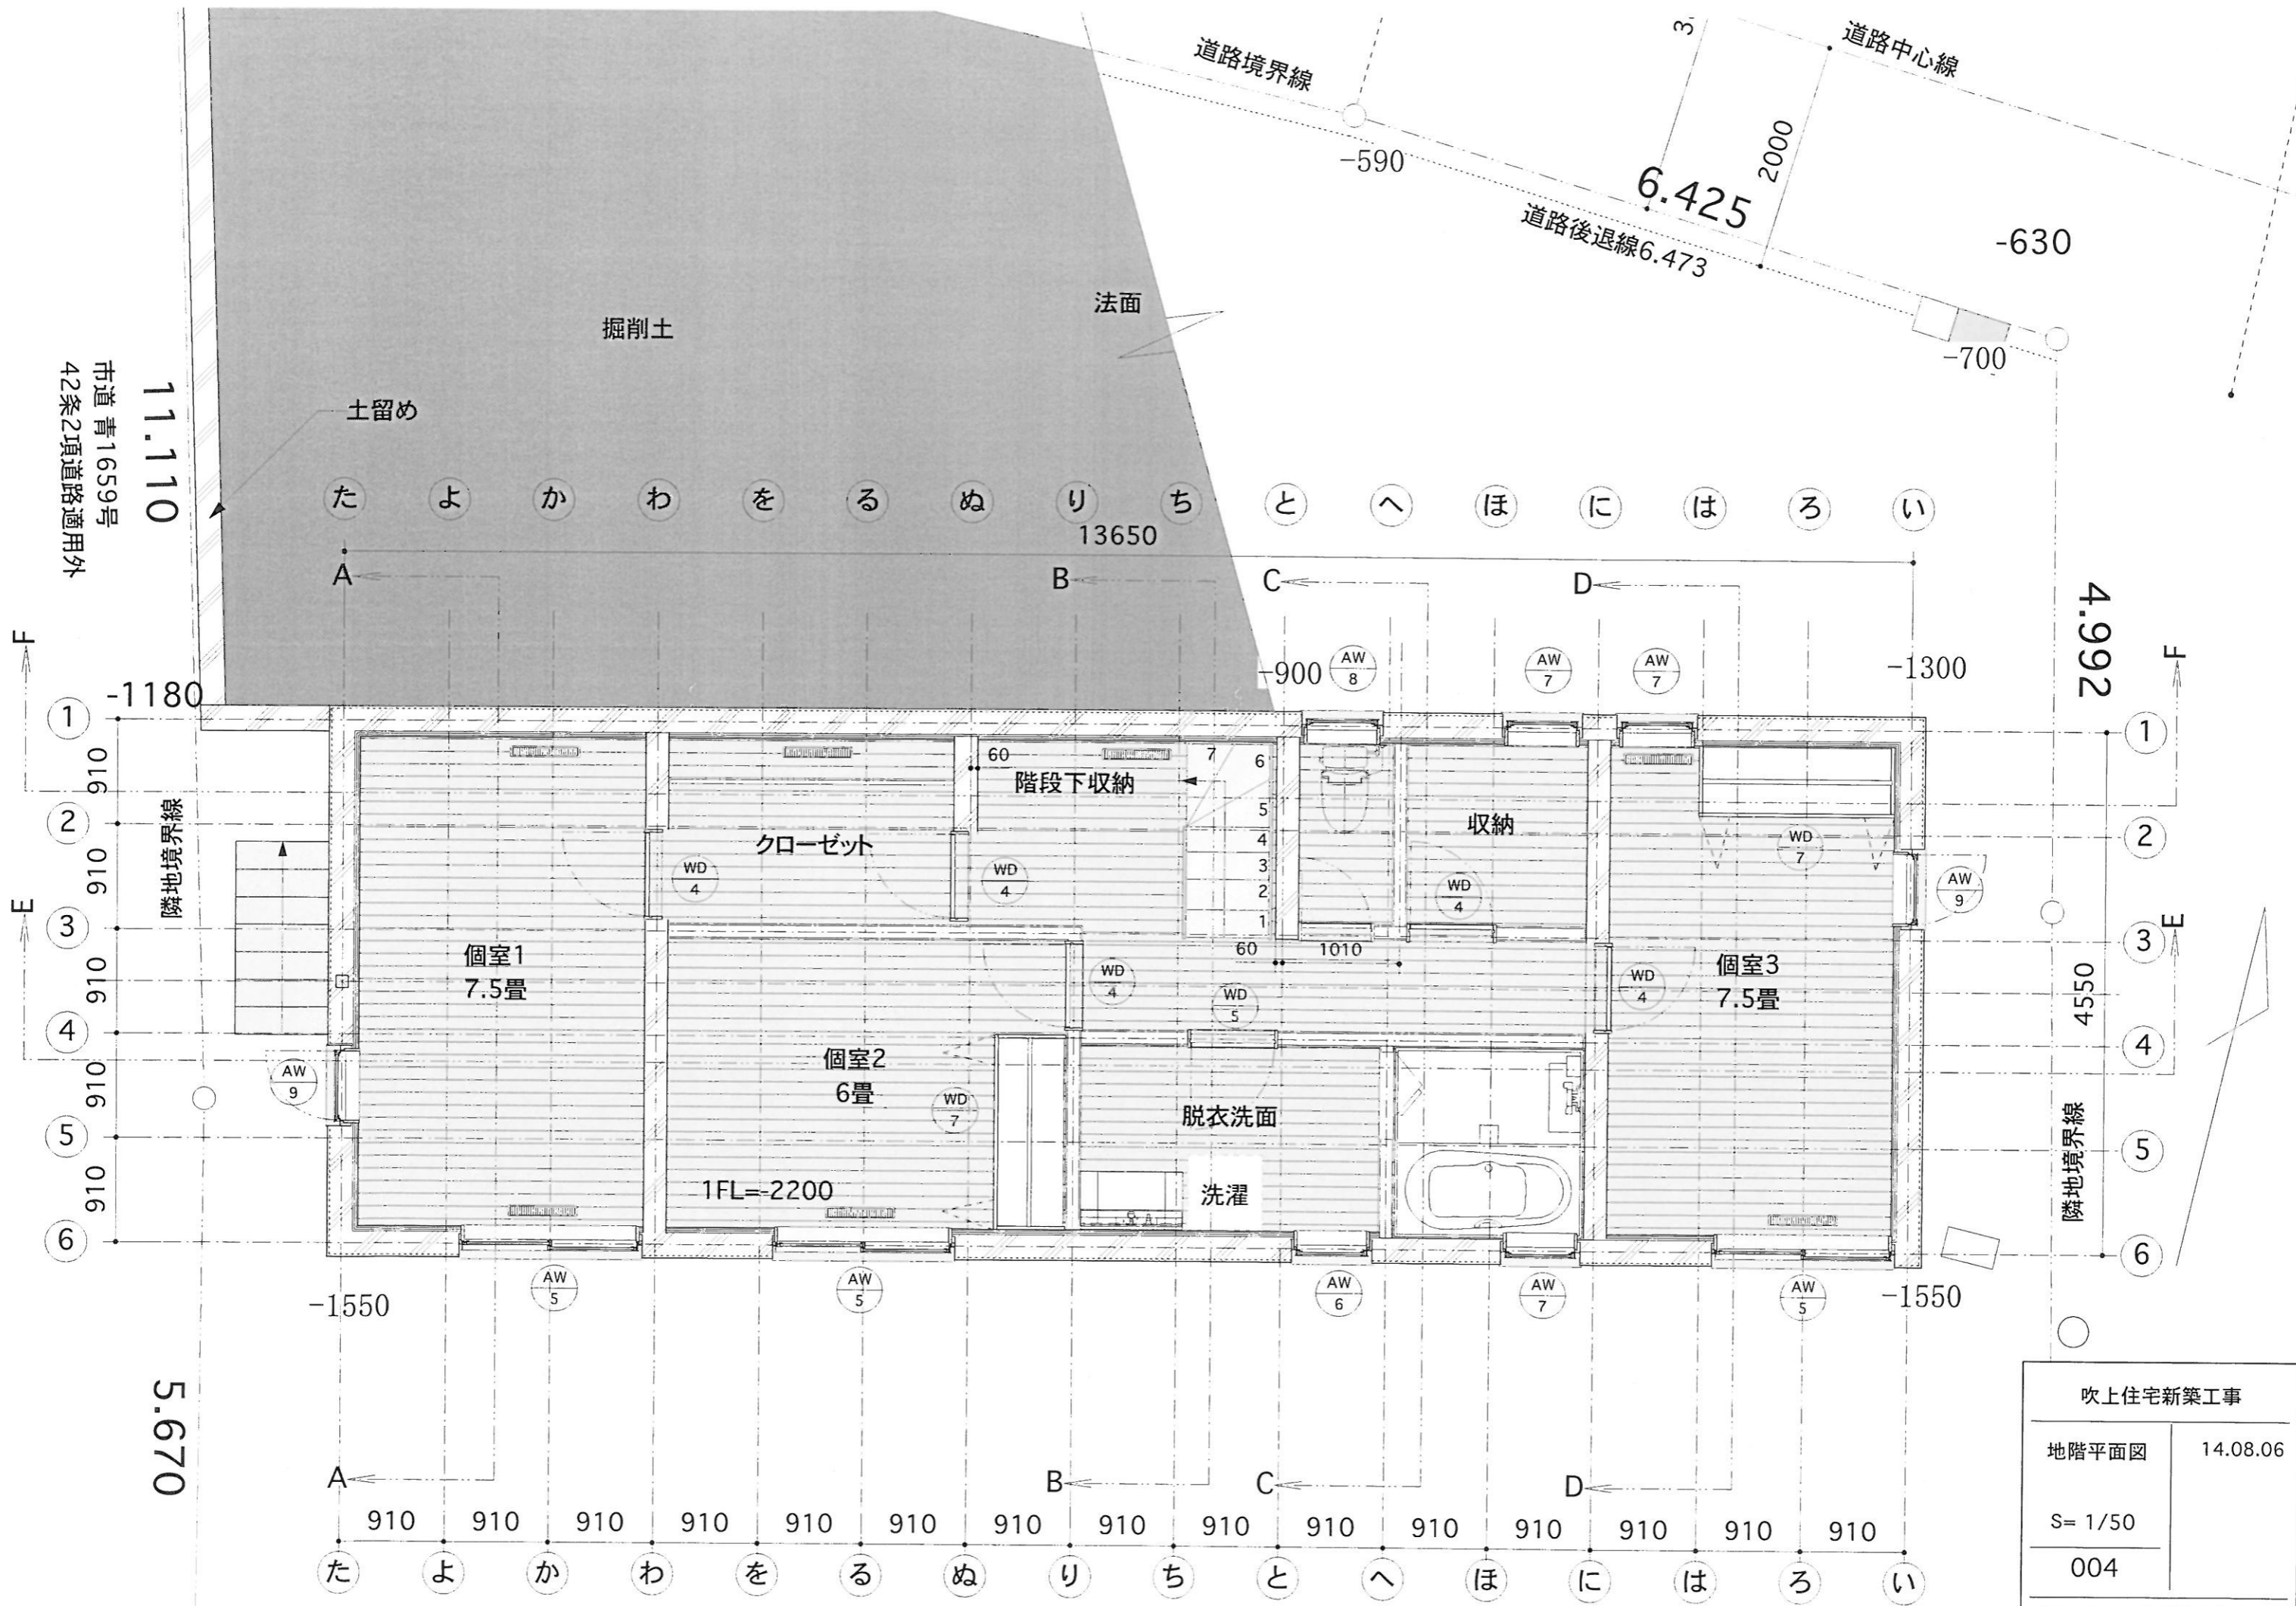 道路境界線
3.
道路中心線
-590
2000
6.425
道路後退線6.473
-630
-700
法面
掘削土
土留め
11.110
市道 青1659号
42条2項道路適用外
た よ か わ を る ぬ り ち と へ ほ に は ろ い
13650
A B C D
4.992
F F
-1180
-900
AW 8
AW 7
AW 7
-1300
1 1
910
60
階段下収納
7
6
5
4
3
2
1
収納
クローゼット
WD 4
WD 4
WD 4
WD 7
AW 9
2 2
910
隣地境界線
E E
3 3
個室1
7.5畳
60
1010
WD 4
WD 5
WD 4
個室3
7.5畳
4550
910
4 4
個室2
6畳
AW 9
WD 7
910
脱衣洗面
5 5
隣地境界線
910
1FL=-2200
洗濯
6 6
-1550
AW 5
AW 5
AW 6
AW 7
AW 5
-1550
5.670
A B C D
910 910 910 910 910 910 910 910 910 910 910 910 910 910 910
た よ か わ を る ぬ り ち と へ ほ に は ろ い
吹上住宅新築工事
地階平面図
14.08.06
S= 1/50
004